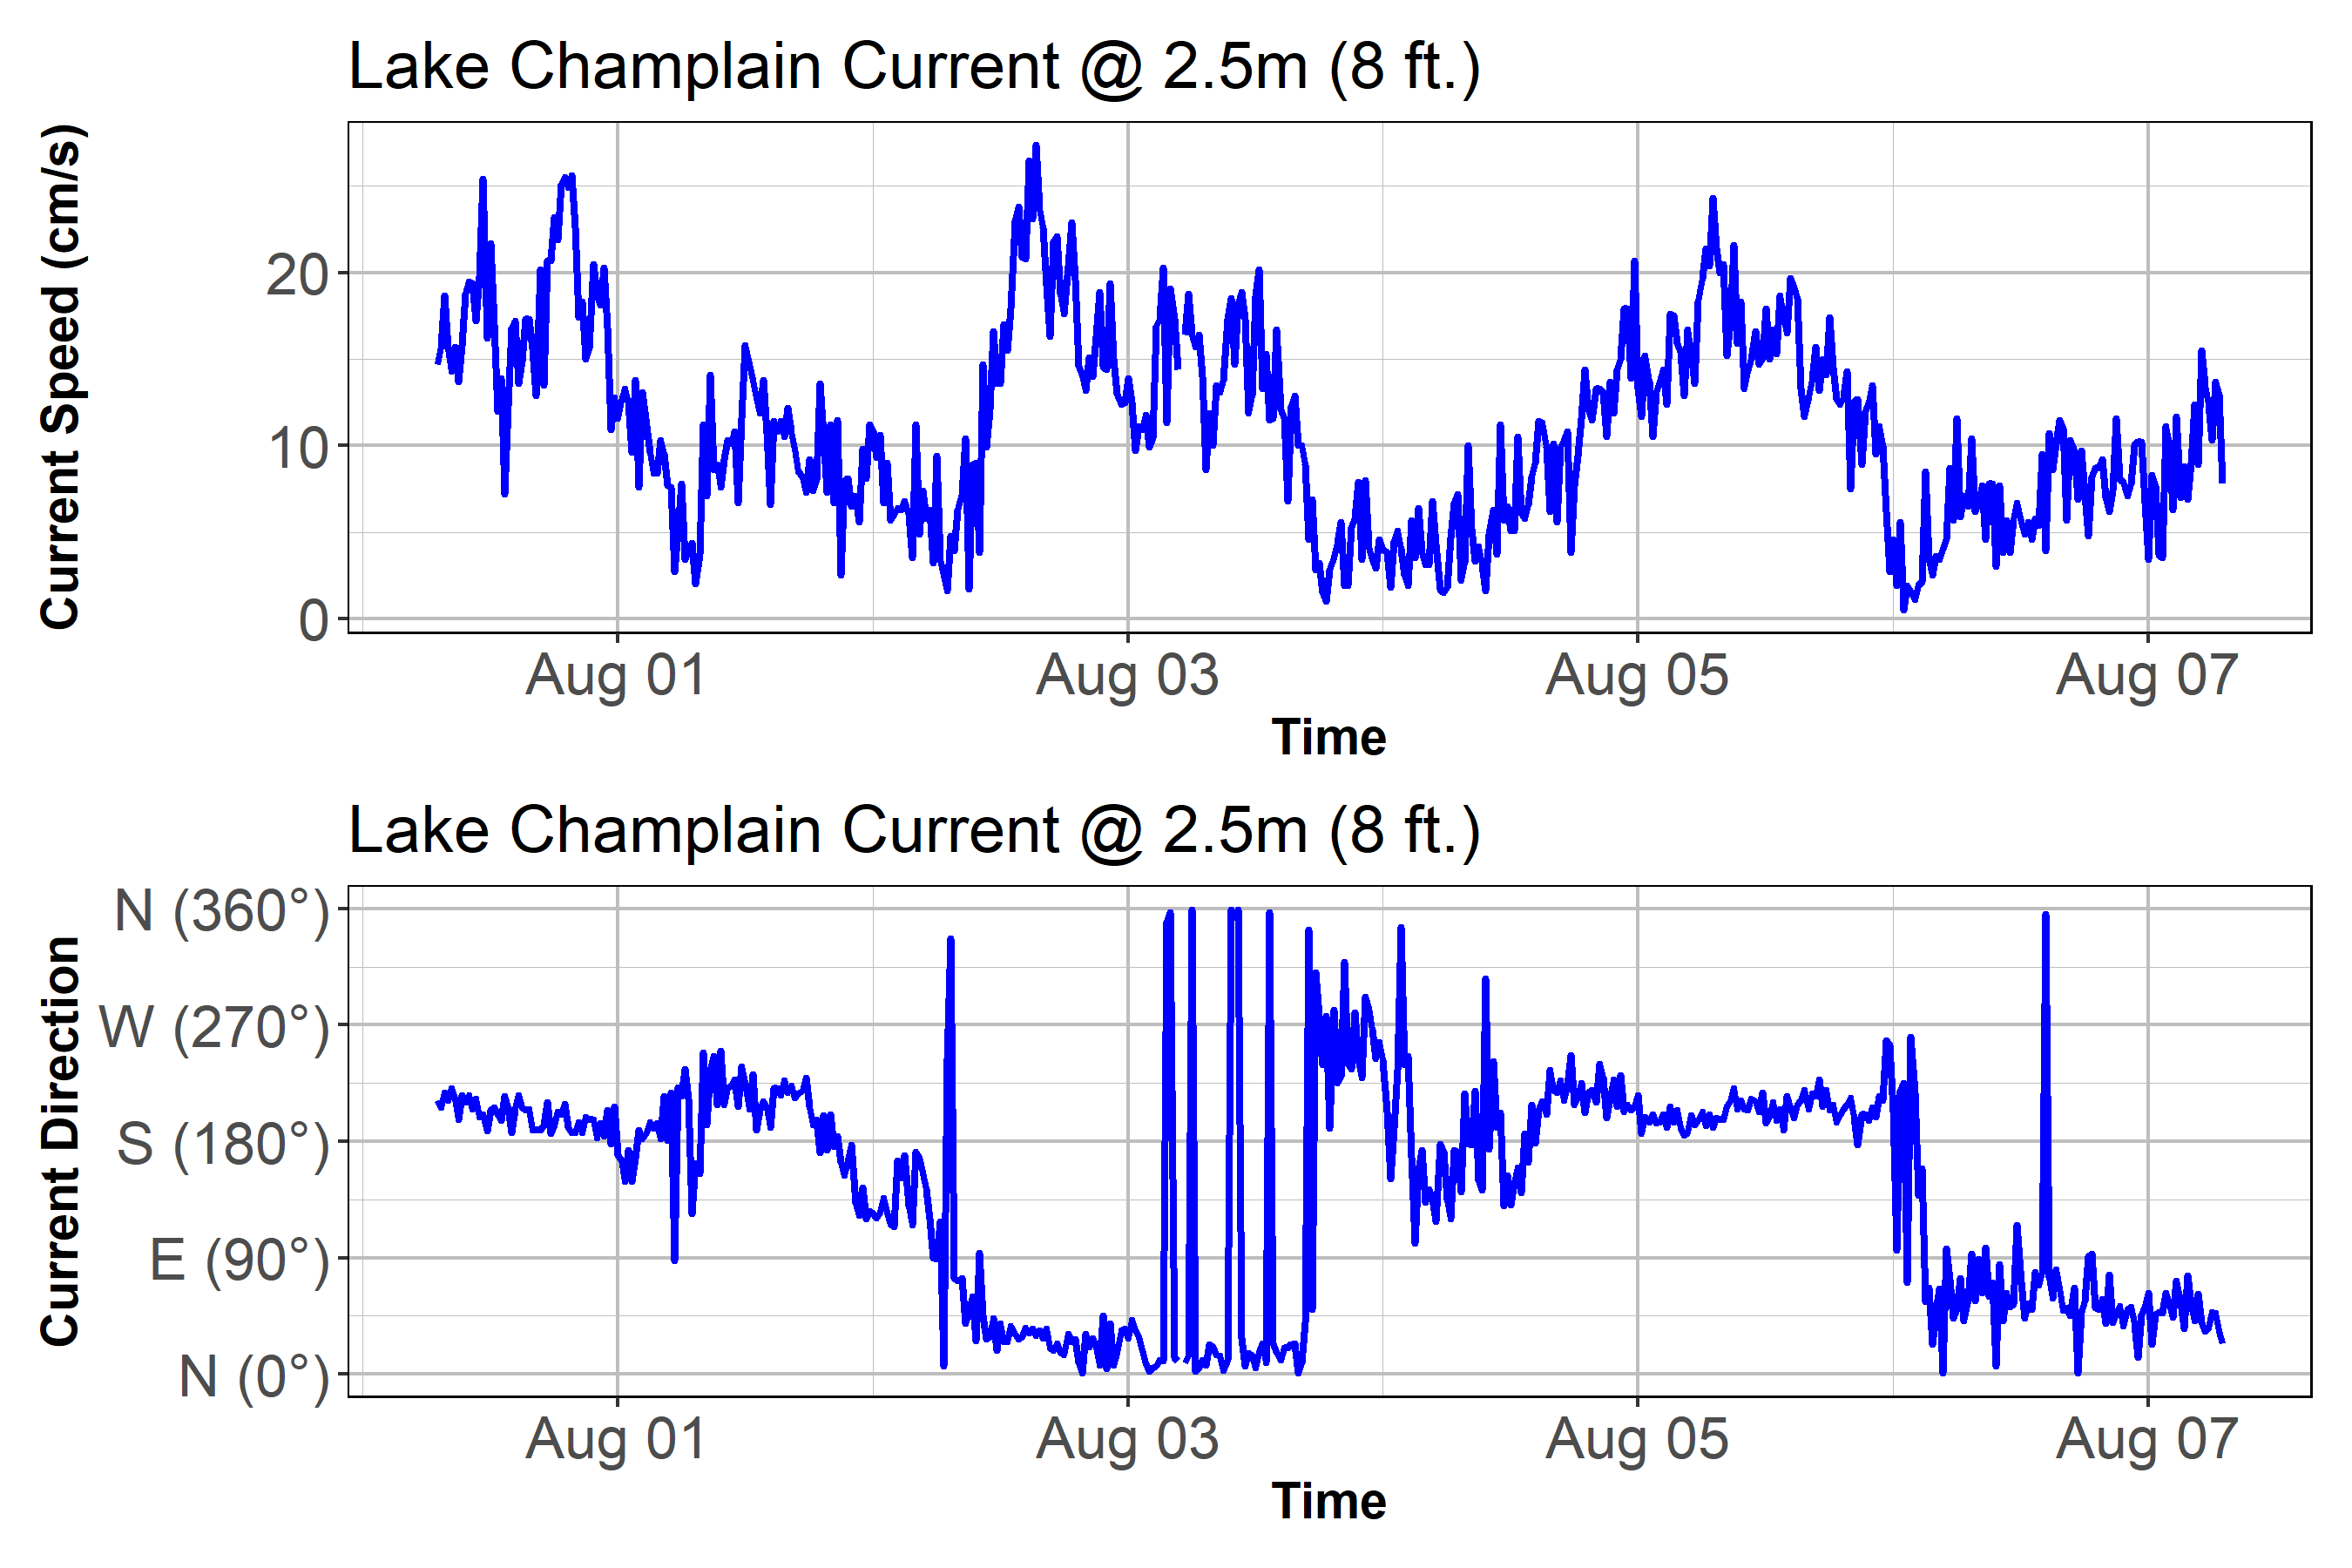 Lake Champlain Current @ 2.5m (8 ft.)
Current Speed (cm/s)
20
10
0
Aug 01
Aug 03
Aug 05
Aug 07
Time
Lake Champlain Current @ 2.5m (8 ft.)
Current Direction
N (360°)
W (270°)
S (180°)
E (90°)
N (0°)
Aug 01
Aug 03
Aug 05
Aug 07
Time